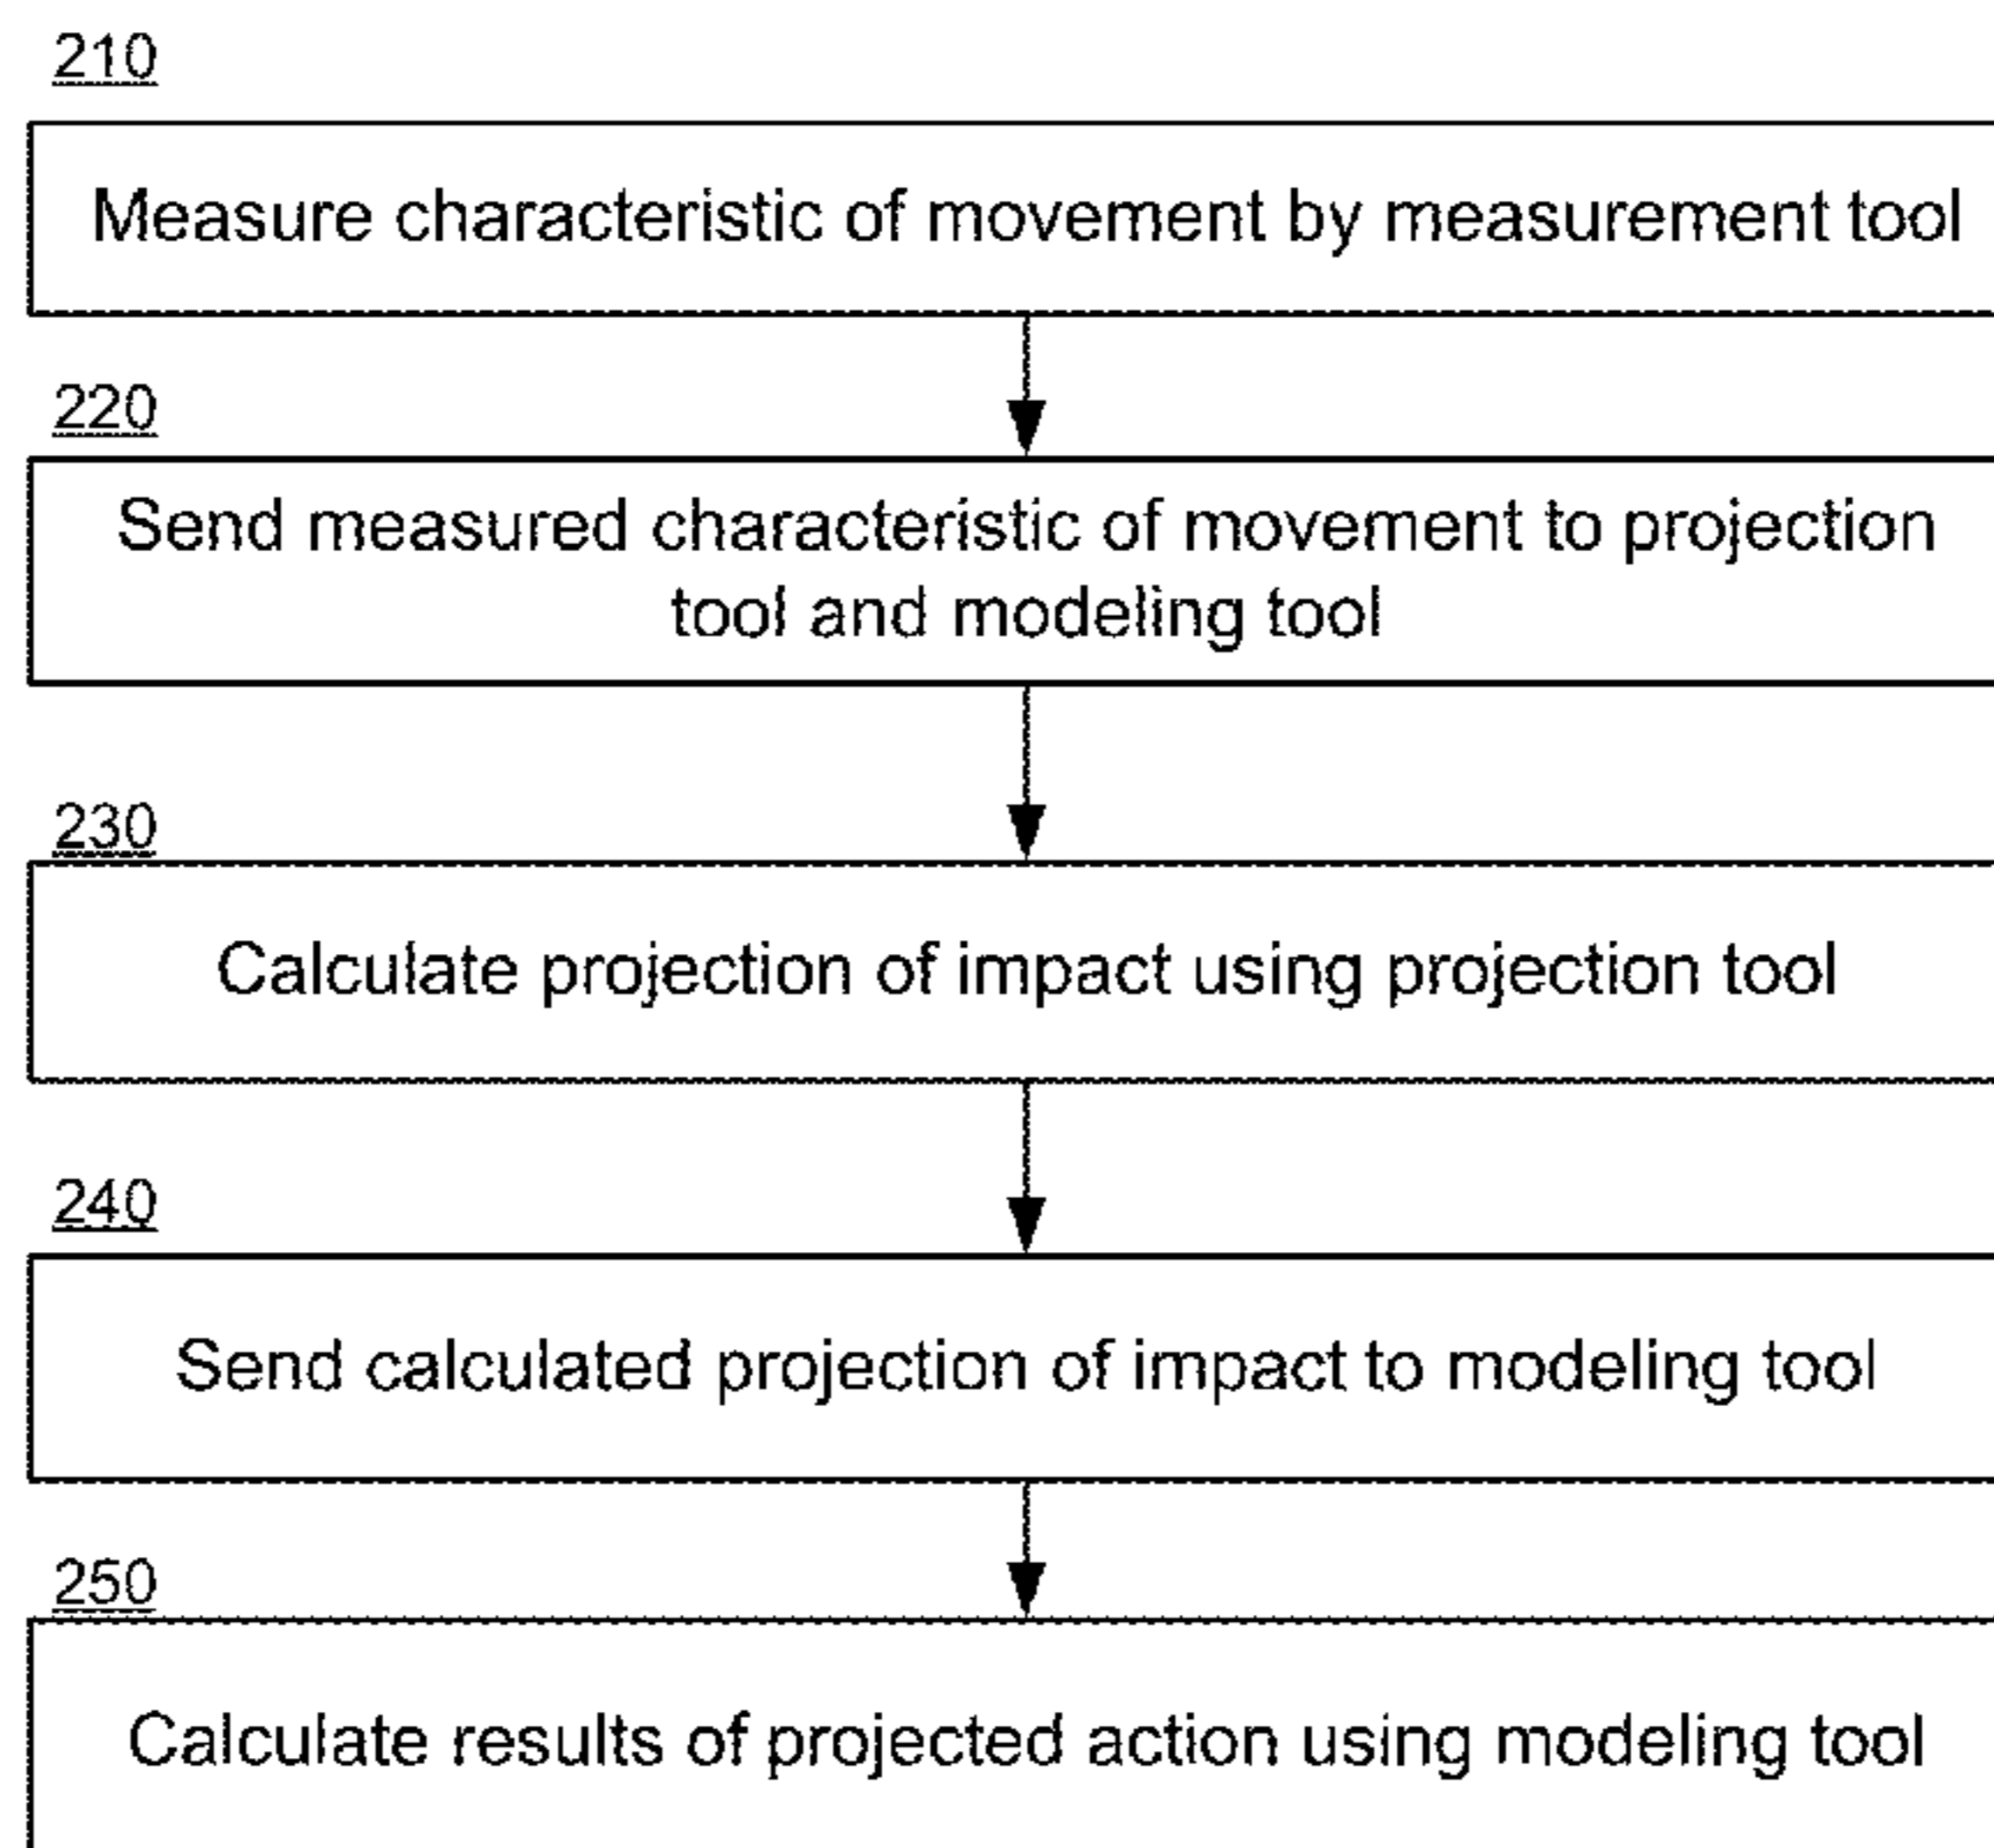 210
Measure characteristic of movement by measurement tool
220
Send measured characteristic of movement to projection
tool and modeling tool
230
Calculate projection of impact using projection tool
240
Send calculated projection of impact to modeling tool
250
Calculate results of projected action using modeling tool